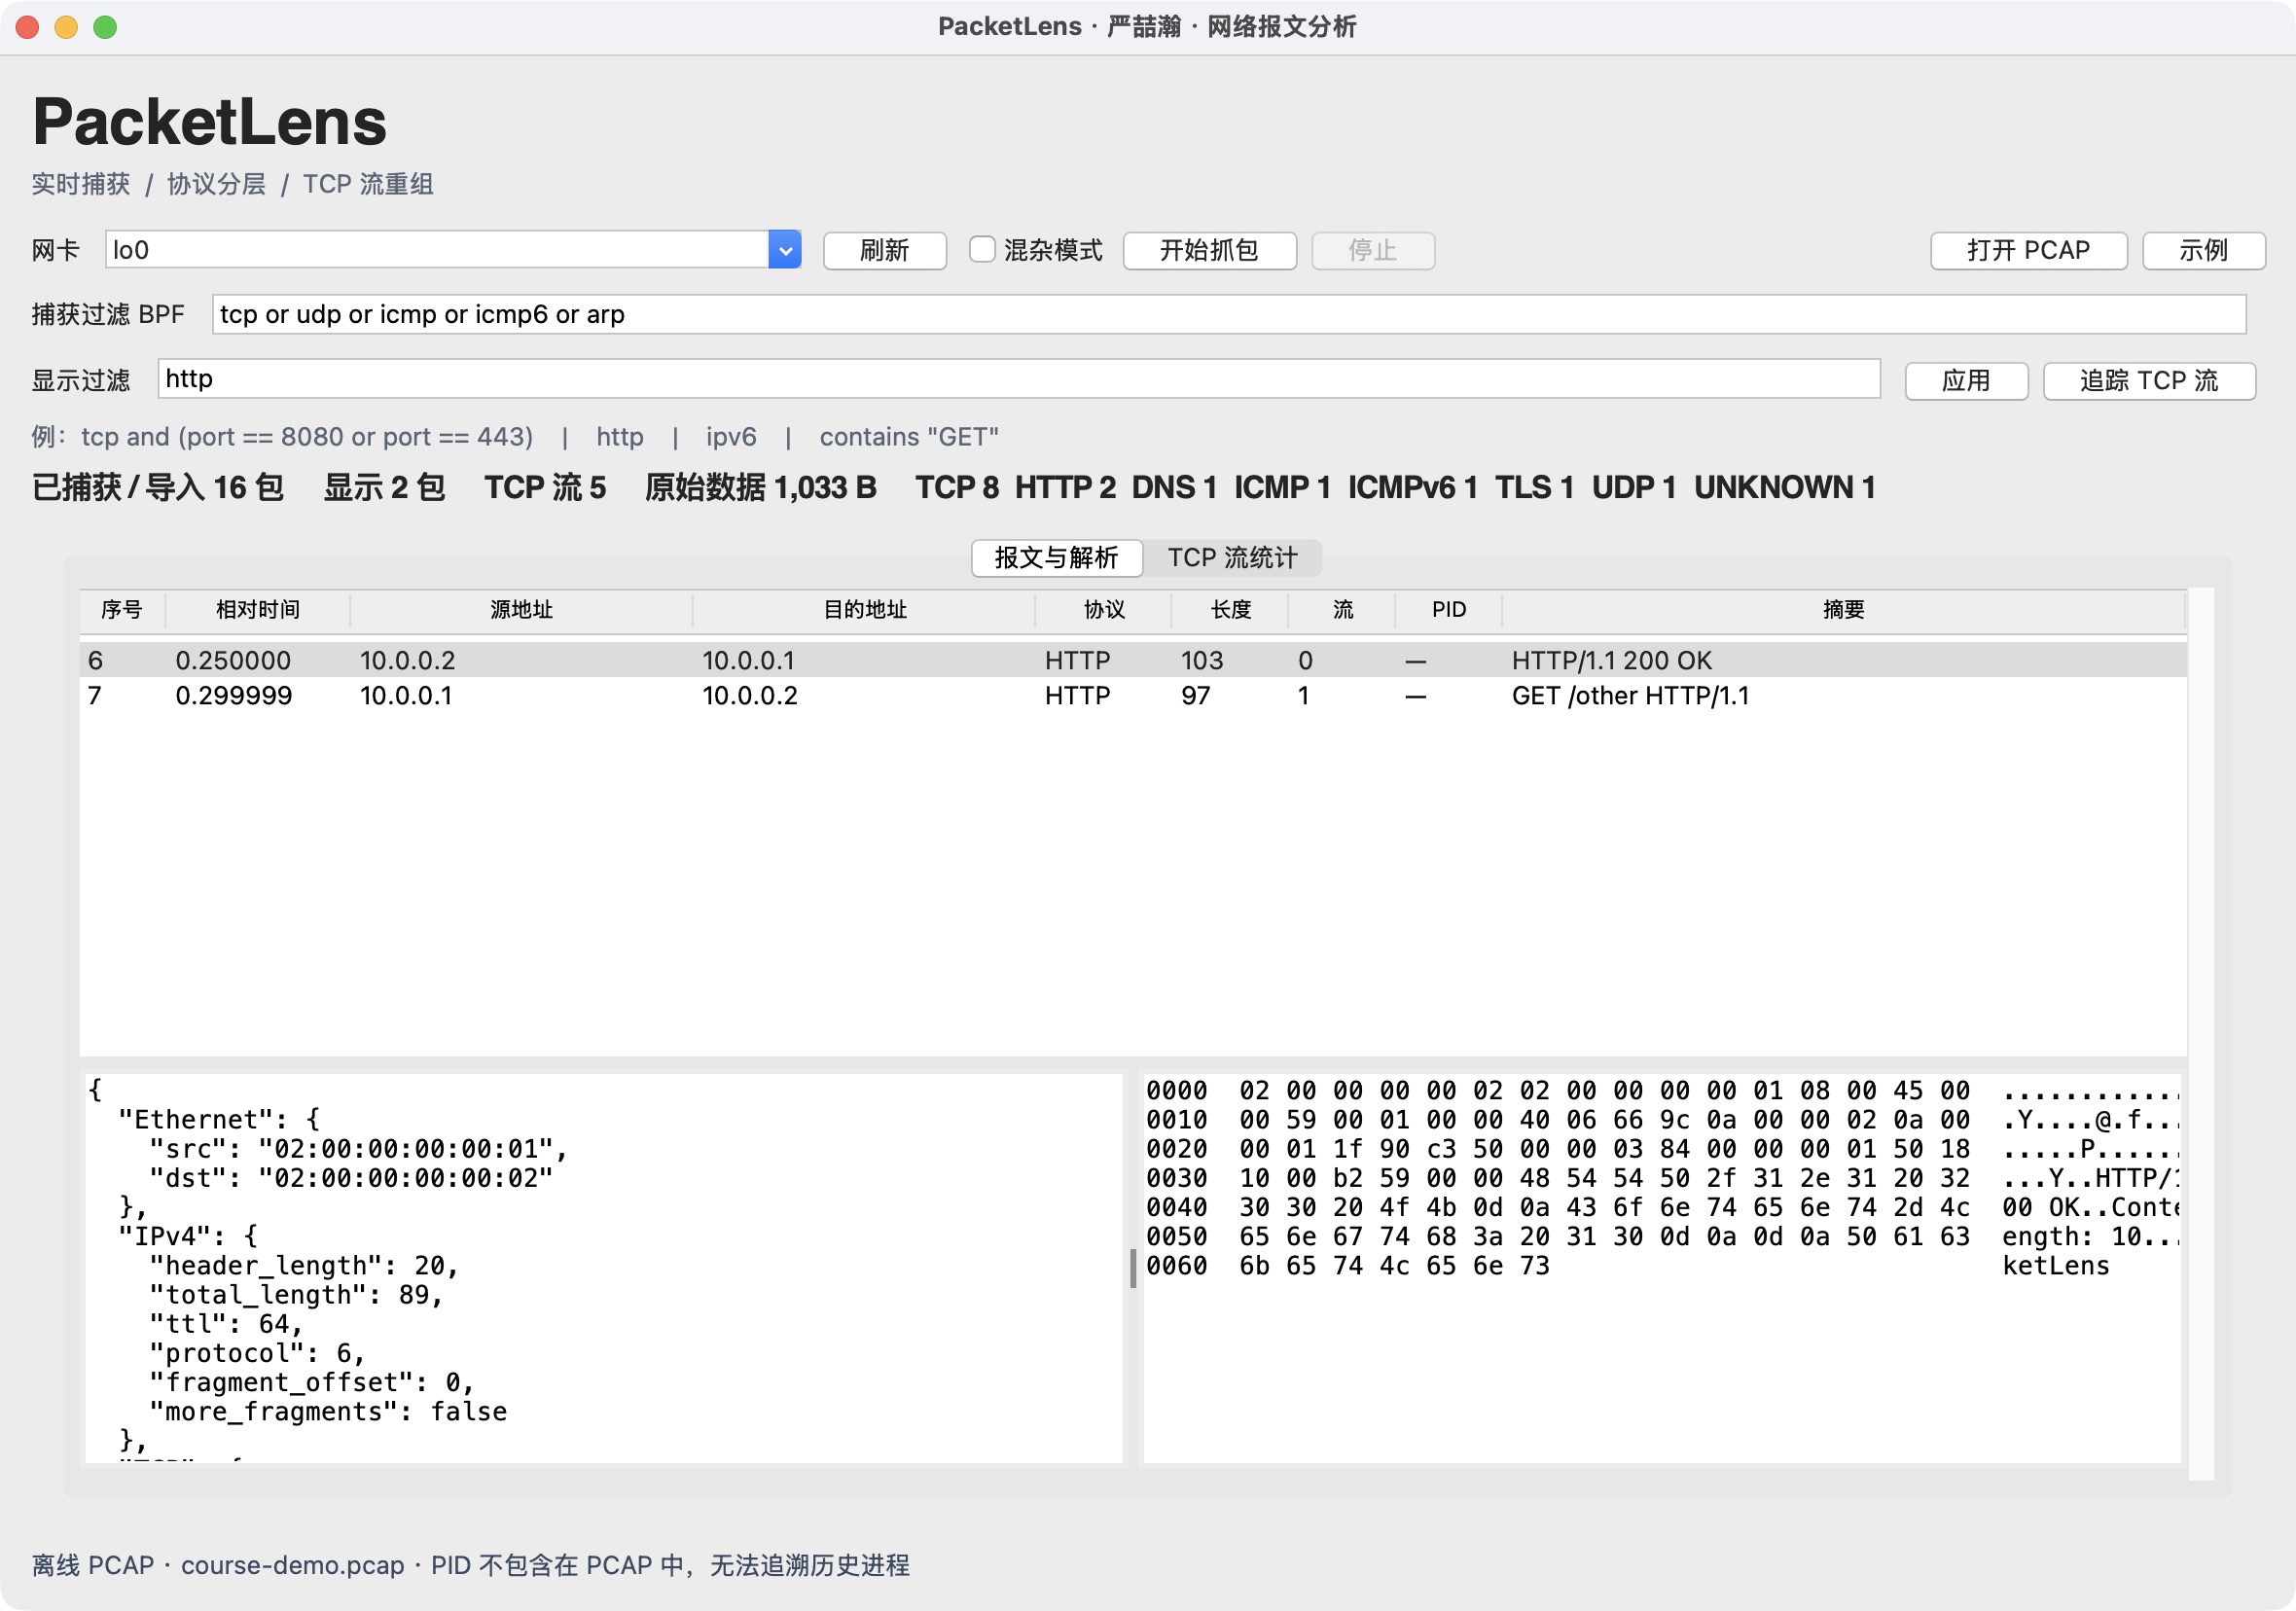 PacketLens · 严喆瀚 · 网络报文分析
PacketLens
实时捕获 / 协议分层 / TCP 流重组
网卡 lo0 刷新 混杂模式 开始抓包 停止 打开 PCAP 示例
捕获过滤 BPF tcp or udp or icmp or icmp6 or arp
显示过滤 http 应用 追踪 TCP 流
例：tcp and (port == 8080 or port == 443) | http | ipv6 | contains "GET"
已捕获 / 导入 16 包 显示 2 包 TCP 流 5 原始数据 1,033 B TCP 8 HTTP 2 DNS 1 ICMP 1 ICMPv6 1 TLS 1 UDP 1 UNKNOWN 1
报文与解析 TCP 流统计
序号 相对时间 源地址 目的地址 协议 长度 流 PID 摘要
6 0.250000 10.0.0.2 10.0.0.1 HTTP 103 0 — HTTP/1.1 200 OK
7 0.299999 10.0.0.1 10.0.0.2 HTTP 97 1 — GET /other HTTP/1.1
{
"Ethernet": {
"src": "02:00:00:00:00:01",
"dst": "02:00:00:00:00:02"
},
"IPv4": {
"header_length": 20,
"total_length": 89,
"ttl": 64,
"protocol": 6,
"fragment_offset": 0,
"more_fragments": false
},
0000 02 00 00 00 00 02 02 00 00 00 00 01 08 00 45 00 ............
0010 00 59 00 01 00 00 40 06 66 9c 0a 00 00 02 0a 00 .Y....@.f...
0020 00 01 1f 90 c3 50 00 00 03 84 00 00 00 01 50 18 .....P......
0030 10 00 b2 59 00 00 48 54 54 50 2f 31 2e 31 20 32 ...Y..HTTP/1
0040 30 30 20 4f 4b 0d 0a 43 6f 6e 74 65 6e 74 2d 4c 00 OK..Conte
0050 65 6e 67 74 68 3a 20 31 30 0d 0a 0d 0a 50 61 63 ength: 10...
0060 6b 65 74 4c 65 6e 73 ketLens
离线 PCAP · course-demo.pcap · PID 不包含在 PCAP 中，无法追溯历史进程